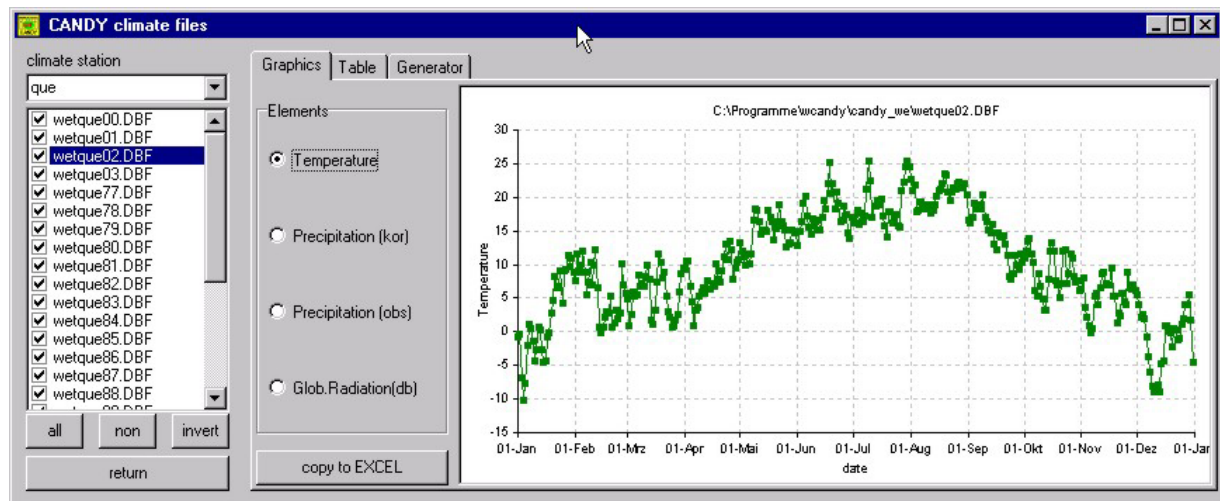 CANDY climate files
climate station
que
wetque00.DBF
wetque01.DBF
wetque02.DBF
wetque03.DBF
wetque77.DBF
wetque78.DBF
wetque79.DBF
wetque80.DBF
wetque81.DBF
wetque82.DBF
wetque83.DBF
wetque84.DBF
wetque85.DBF
wetque86.DBF
wetque87.DBF
wetque88.DBF
all non invert
return
Graphics Table Generator
Elements
Temperature
Precipitation (kor)
Precipitation (obs)
Glob.Radiation(db)
copy to EXCEL
C:\Programme\wcandy\candy_we\wetque02.DBF
Temperature
30
25
20
15
10
5
0
-5
-10
-15
01-Jan 01-Feb 01-Mrz 01-Apr 01-Mai 01-Jun 01-Jul 01-Aug 01-Sep 01-Okt 01-Nov 01-Dez 01-Jan
date